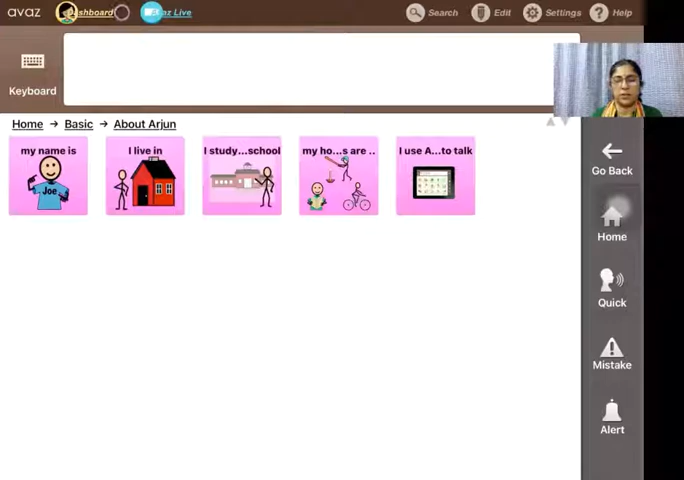 avaz
Dashboard
Avaz Live
Search
Edit
Settings
Help
Keyboard
Home → Basic → About Arjun
my name is
I live in
I study...school
my ho...s are ..
I use A...to talk
Joe
Go Back
Home
Quick
Mistake
Alert